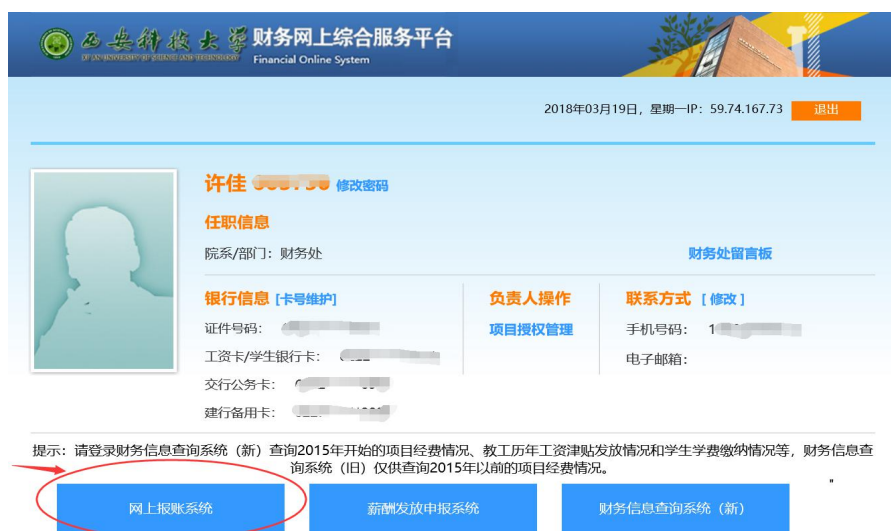 西安科技大学 财务网上综合服务平台
XI'AN UNIVERSITY OF SCIENCE AND TECHNOLOGY Financial Online System
2018年03月19日，星期一IP：59.74.167.73 退出
许佳 修改密码
任职信息
院系/部门：财务处 财务处留言板
银行信息 [卡号维护] 负责人操作 联系方式 [修改]
证件号码： 项目授权管理 手机号码：1
工资卡/学生银行卡： 电子邮箱：
交行公务卡：
建行备用卡：
提示：请登录财务信息查询系统（新）查询2015年开始的项目经费情况、教工历年工资津贴发放情况和学生学费缴纳情况等，财务信息查
询系统（旧）仅供查询2015年以前的项目经费情况。
网上报账系统 薪酬发放申报系统 财务信息查询系统（新）